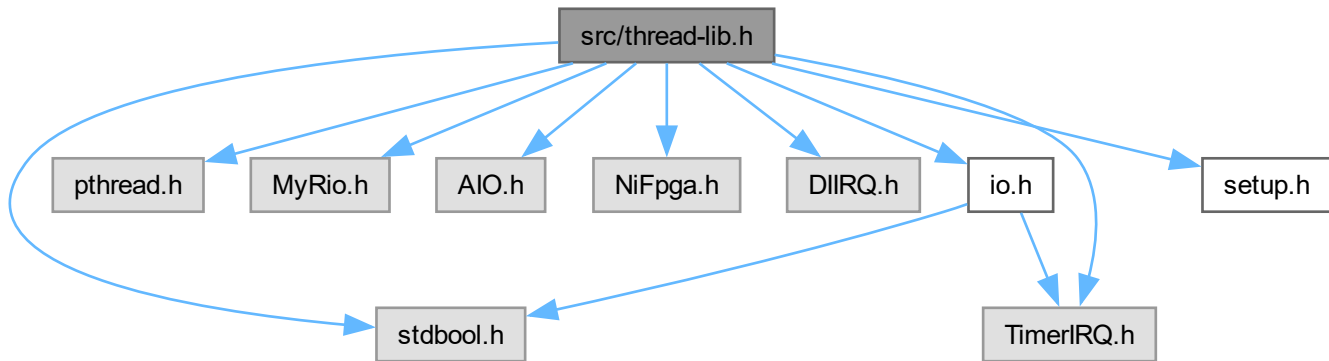 src/thread-lib.h
pthread.h
MyRio.h
AIO.h
NiFpga.h
DIIRQ.h
io.h
setup.h
stdbool.h
TimerIRQ.h